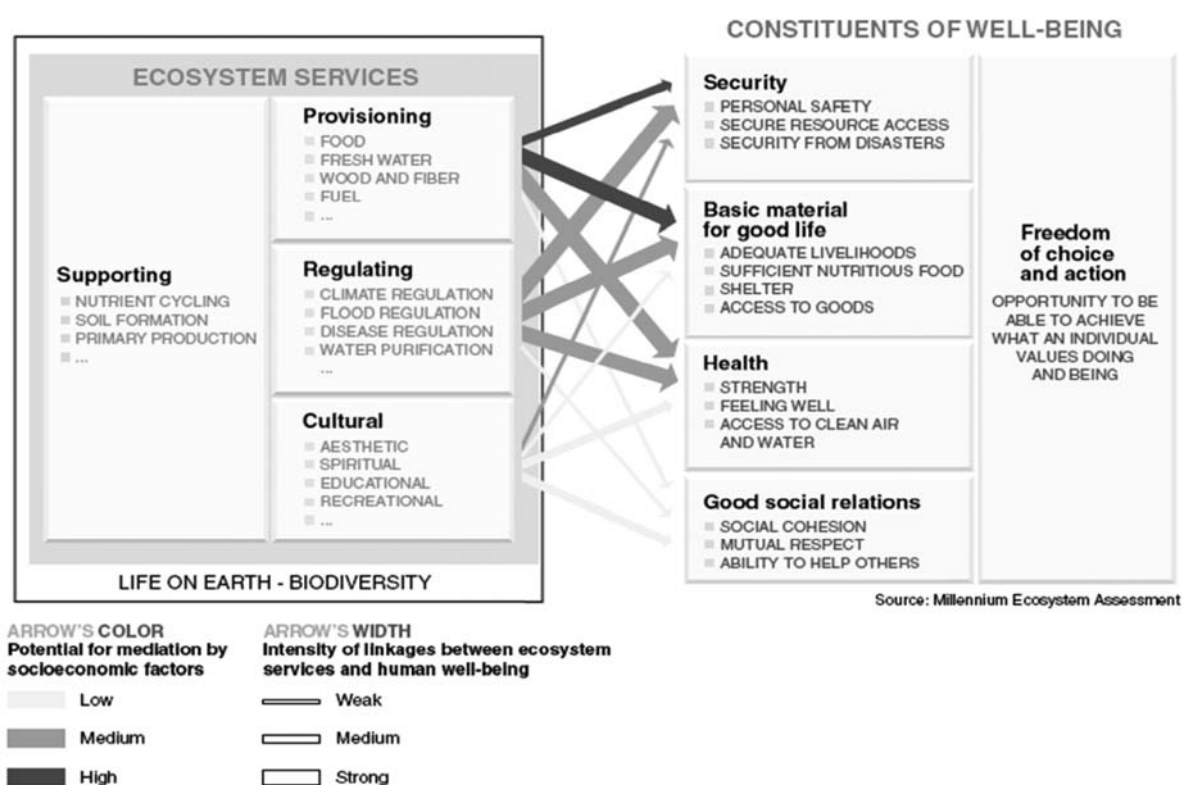 CONSTITUENTS OF WELL-BEING
ECOSYSTEM SERVICES
Supporting
NUTRIENT CYCLING
SOIL FORMATION
PRIMARY PRODUCTION
...
Provisioning
FOOD
FRESH WATER
WOOD AND FIBER
FUEL
...
Regulating
CLIMATE REGULATION
FLOOD REGULATION
DISEASE REGULATION
WATER PURIFICATION
...
Cultural
AESTHETIC
SPIRITUAL
EDUCATIONAL
RECREATIONAL
...
LIFE ON EARTH - BIODIVERSITY
Security
PERSONAL SAFETY
SECURE RESOURCE ACCESS
SECURITY FROM DISASTERS
Basic material
for good life
ADEQUATE LIVELIHOODS
SUFFICIENT NUTRITIOUS FOOD
SHELTER
ACCESS TO GOODS
Health
STRENGTH
FEELING WELL
ACCESS TO CLEAN AIR
AND WATER
Good social relations
SOCIAL COHESION
MUTUAL RESPECT
ABILITY TO HELP OTHERS
Freedom
of choice
and action
OPPORTUNITY TO BE
ABLE TO ACHIEVE
WHAT AN INDIVIDUAL
VALUES DOING
AND BEING
Source: Millennium Ecosystem Assessment
ARROW'S COLOR
Potential for mediation by
socioeconomic factors
Low
Medium
High
ARROW'S WIDTH
Intensity of linkages between ecosystem
services and human well-being
Weak
Medium
Strong